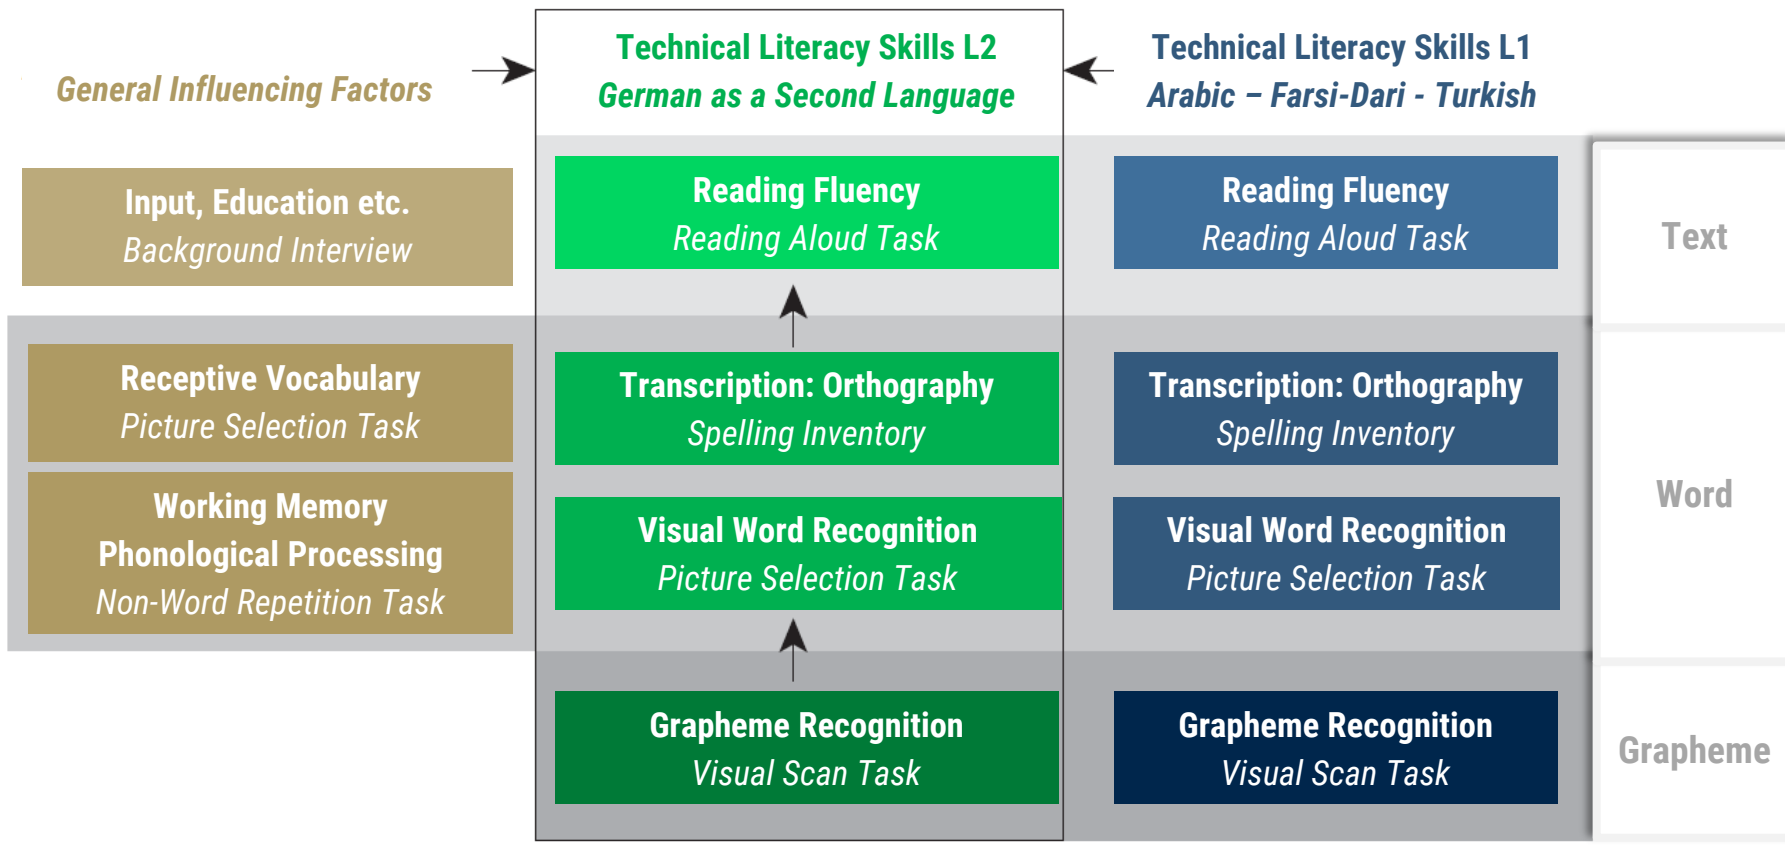 General Influencing Factors
Technical Literacy Skills L2
German as a Second Language
Technical Literacy Skills L1
Arabic – Farsi-Dari - Turkish
Input, Education etc.
Background Interview
Reading Fluency
Reading Aloud Task
Reading Fluency
Reading Aloud Task
Text
Receptive Vocabulary
Picture Selection Task
Transcription: Orthography
Spelling Inventory
Transcription: Orthography
Spelling Inventory
Word
Working Memory
Phonological Processing
Non-Word Repetition Task
Visual Word Recognition
Picture Selection Task
Visual Word Recognition
Picture Selection Task
Grapheme Recognition
Visual Scan Task
Grapheme Recognition
Visual Scan Task
Grapheme